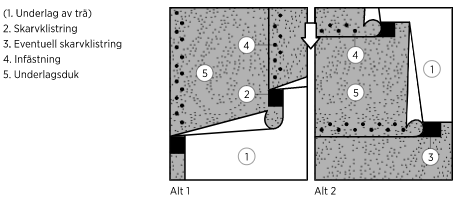 (1. Underlag av trä)
2. Skarvklistring
3. Eventuell skarvklistring
4. Infästning
5. Underlagsduk
4
5
2
1
Alt 1
4
1
5
3
Alt 2